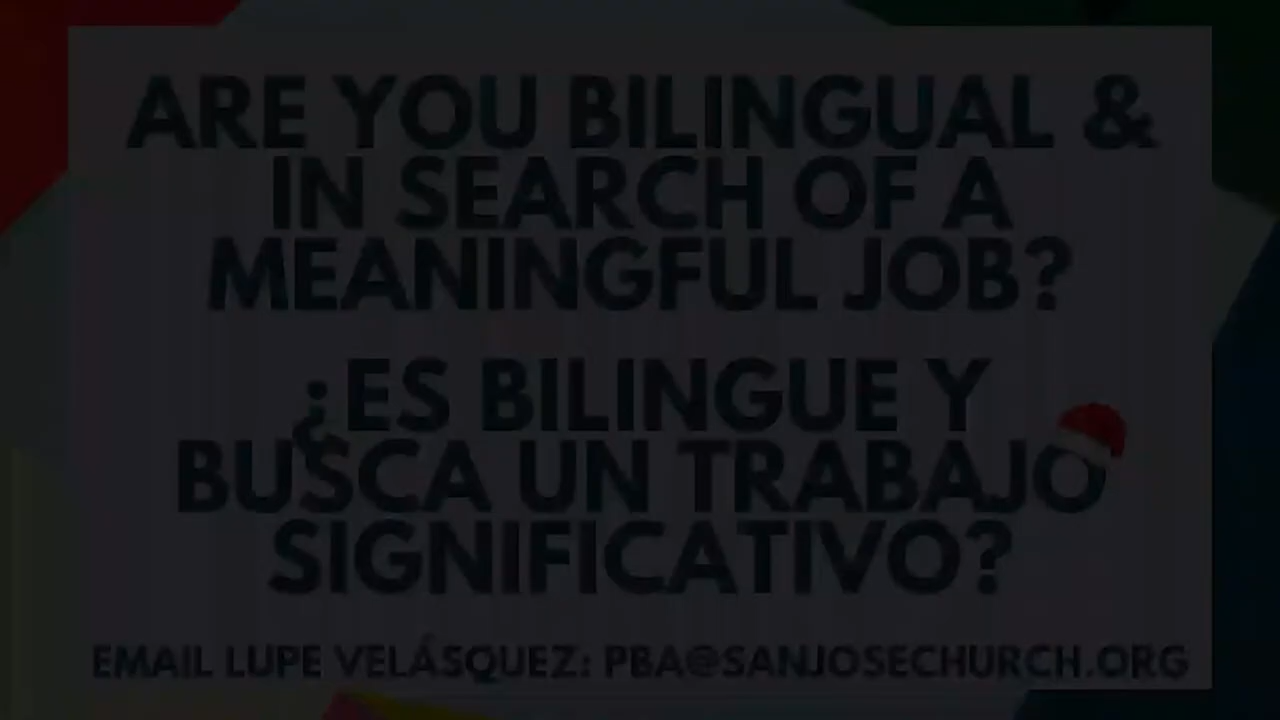 ARE YOU BILINGUAL &
IN SEARCH OF A
MEANINGFUL JOB?
¿ES BILINGUE Y
BUSCA UN TRABAJO
SIGNIFICATIVO?
EMAIL LUPE VELÁSQUEZ: PBA@SANJOSECHURCH.ORG